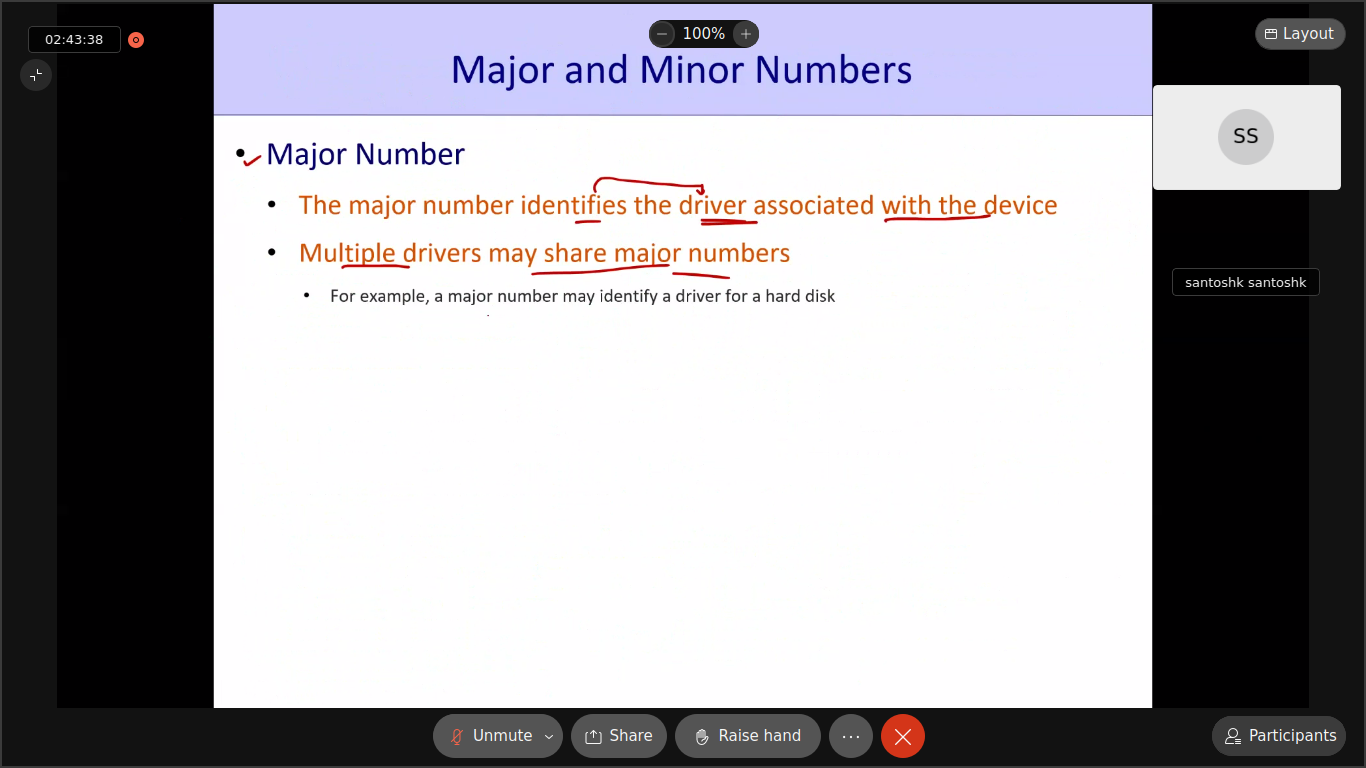 02:43:38
100%
Layout
Major and Minor Numbers
SS
• Major Number
• The major number identifies the driver associated with the device
• Multiple drivers may share major numbers
santoshk santoshk
• For example, a major number may identify a driver for a hard disk
Unmute
Share
Raise hand
Participants